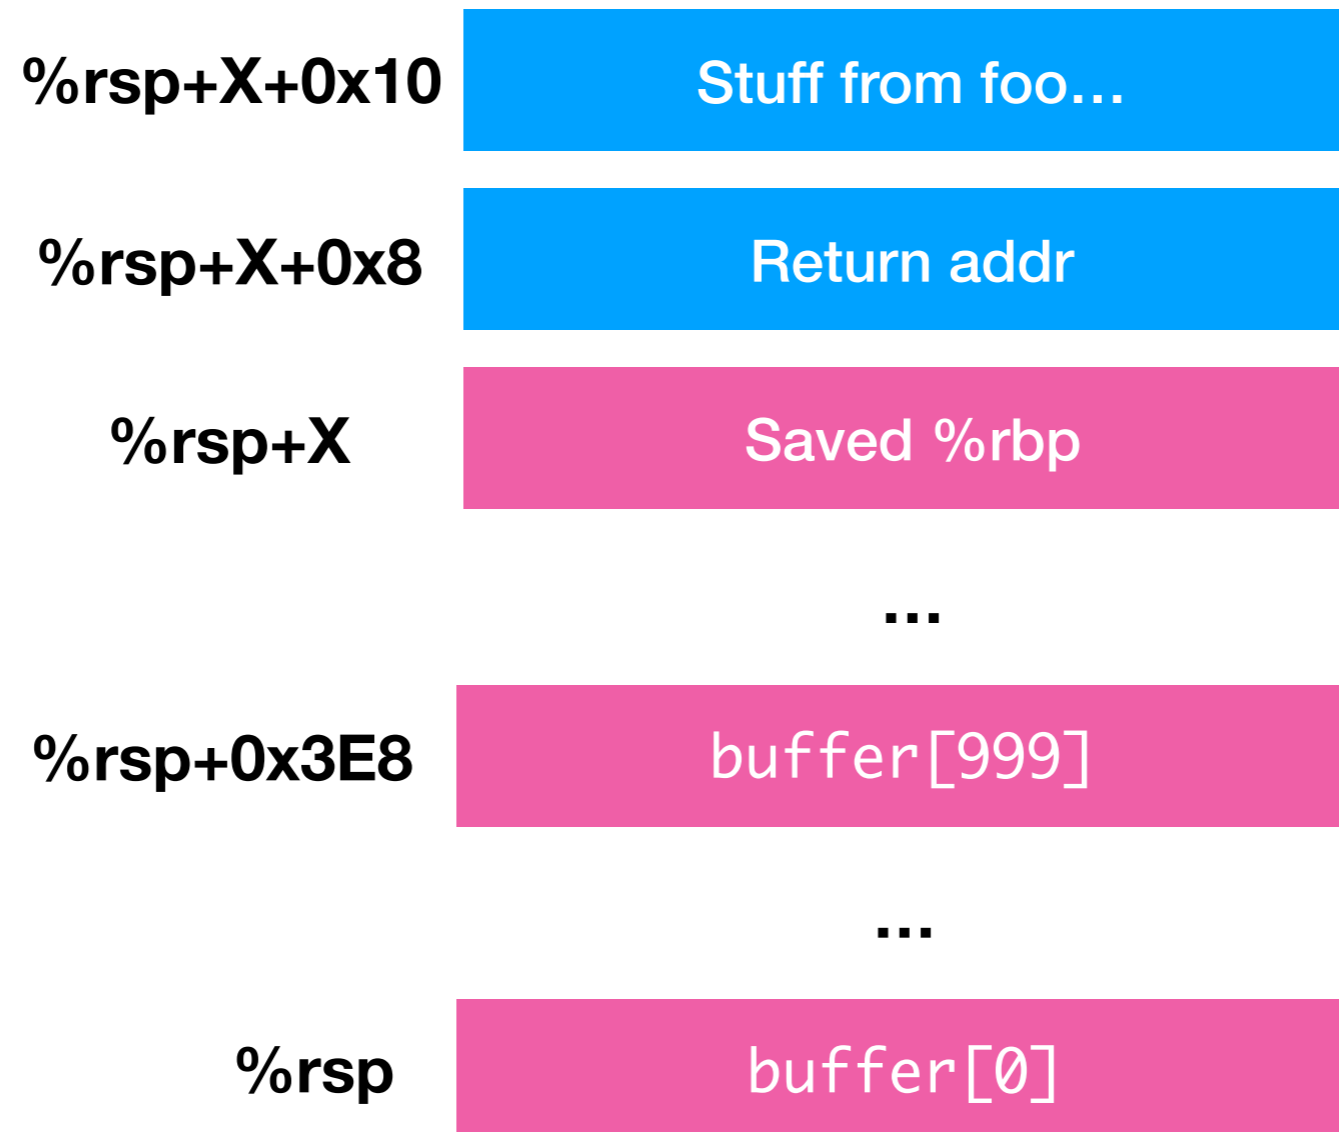 %rsp+X+0x10 Stuff from foo...
%rsp+X+0x8 Return addr
%rsp+X Saved %rbp
...
%rsp+0x3E8 buffer[999]
...
%rsp buffer[0]